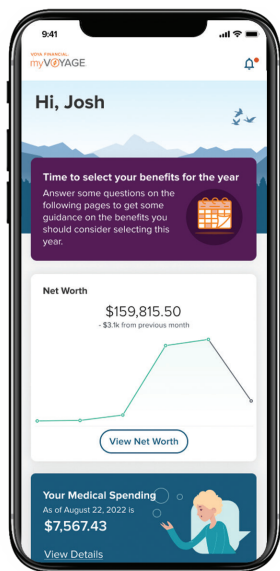 9:41
VOYA FINANCIAL
myVOYAGE
Hi, Josh
Time to select your benefits for the year
Answer some questions on the
following pages to get some
guidance on the benefits you
should consider selecting this
year.
Net Worth
$159,815.50
- $3.1k from previous month
View Net Worth
Your Medical Spending
As of August 22, 2022 is
$7,567.43
View Details